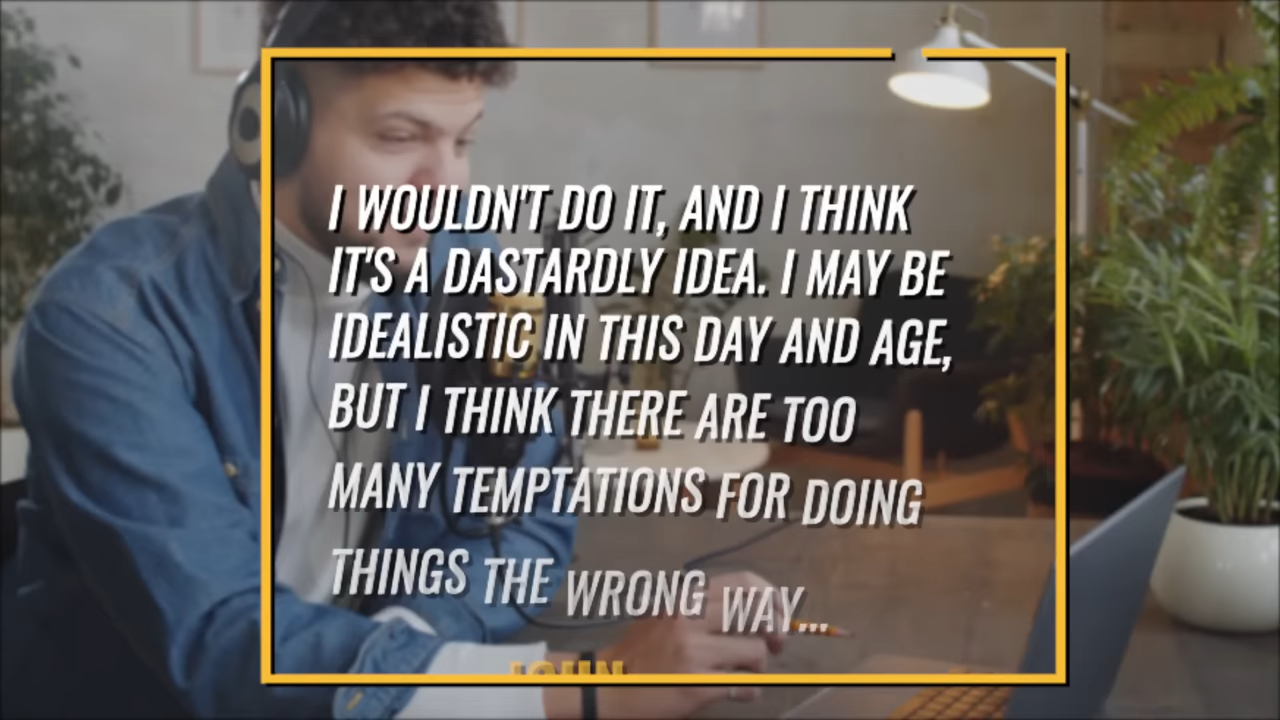 I WOULDN'T DO IT, AND I THINK
IT'S A DASTARDLY IDEA. I MAY BE
IDEALISTIC IN THIS DAY AND AGE,
BUT I THINK THERE ARE TOO
MANY TEMPTATIONS FOR DOING
THINGS THE WRONG WAY...
JOHN